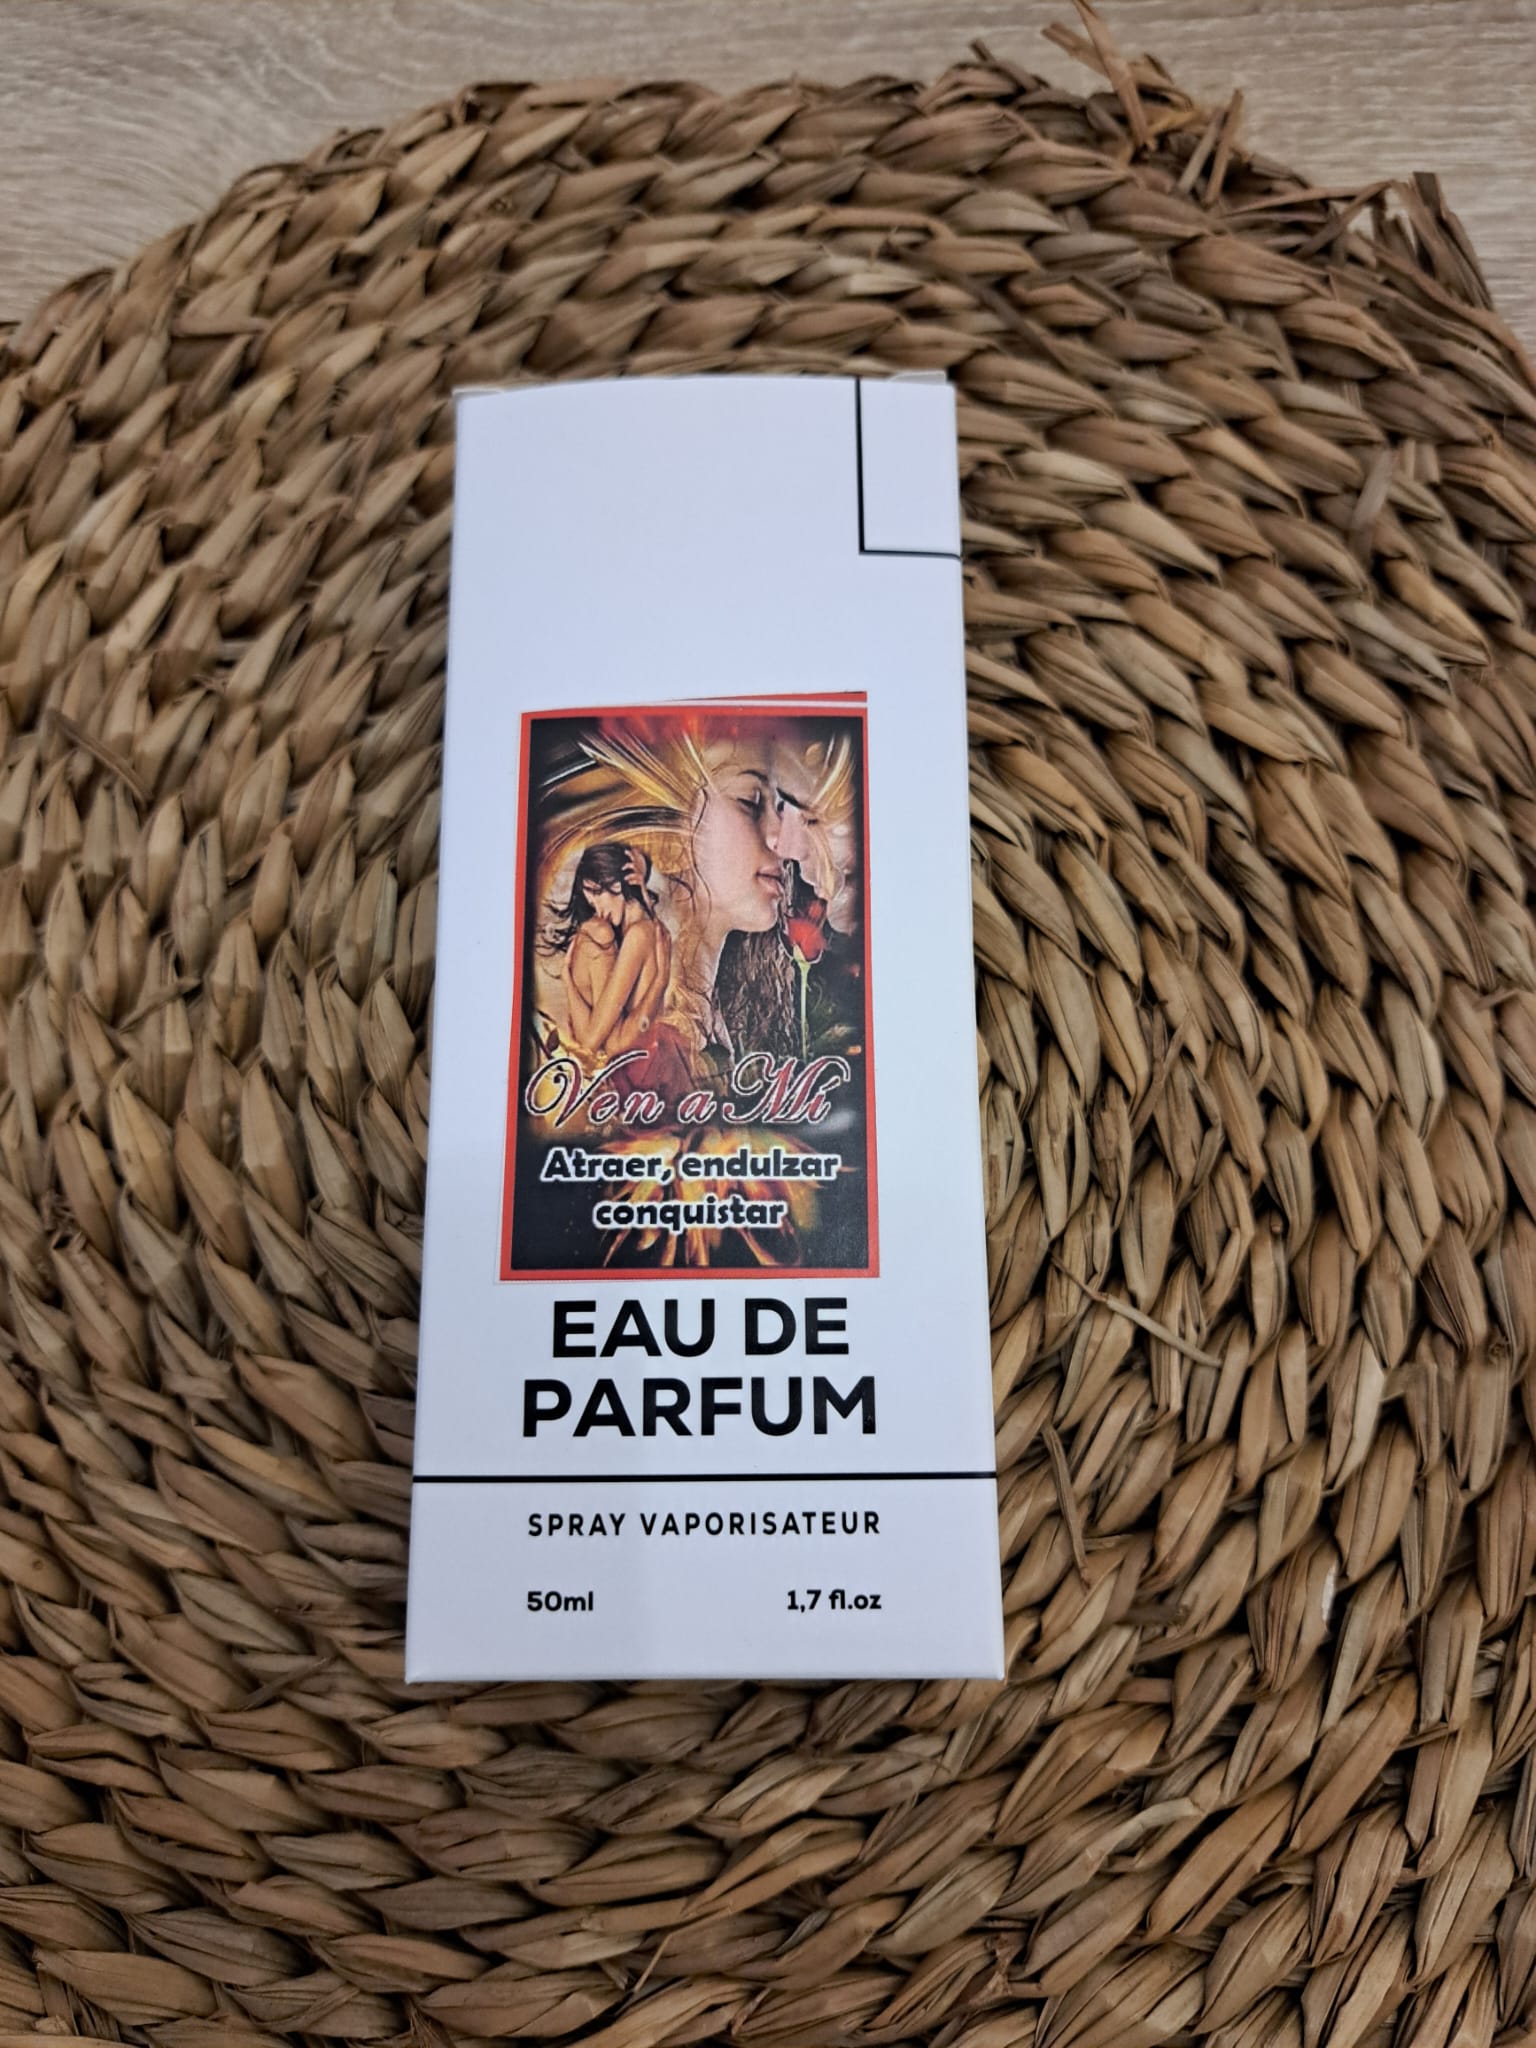 Ven a Mí
Atraer, endulzar
conquistar
EAU DE
PARFUM
SPRAY VAPORISATEUR
50ml 1,7 fl.oz